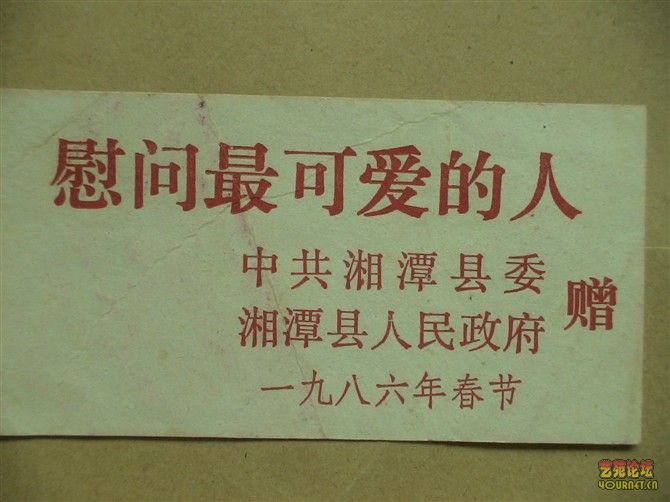 慰问最可爱的人
中共湘潭县委
湘潭县人民政府
赠
一九八六年春节
艺苑论坛
YOURNET.CN